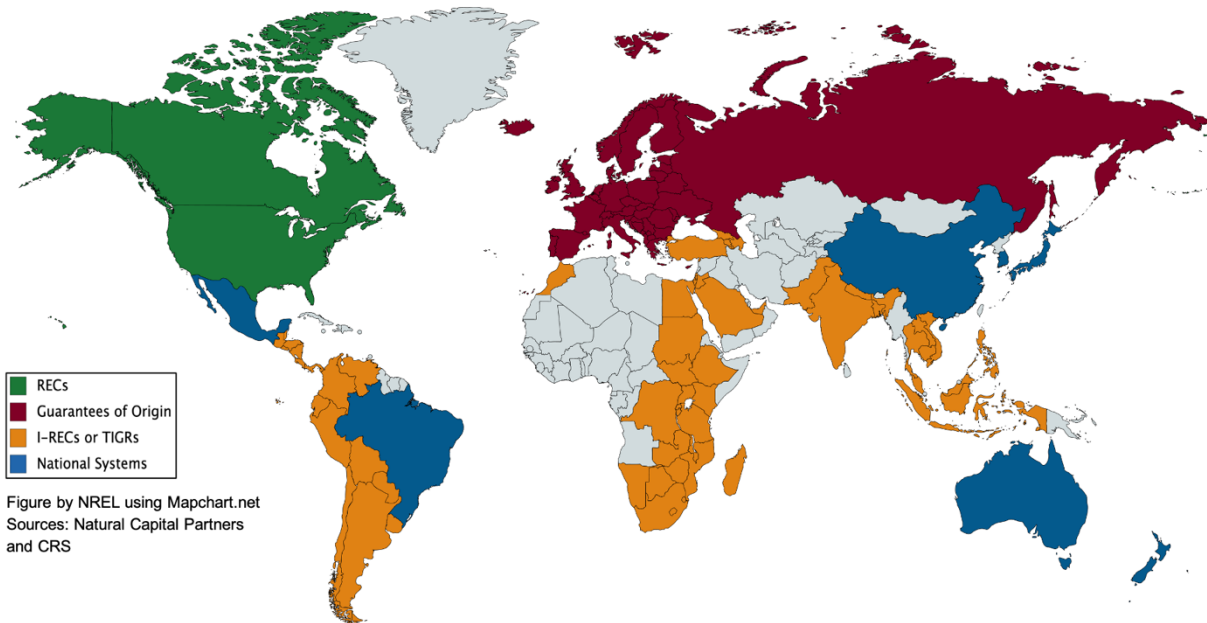 RECs
Guarantees of Origin
I-RECs or TIGRs
National Systems
Figure by NREL using Mapchart.net
Sources: Natural Capital Partners
and CRS